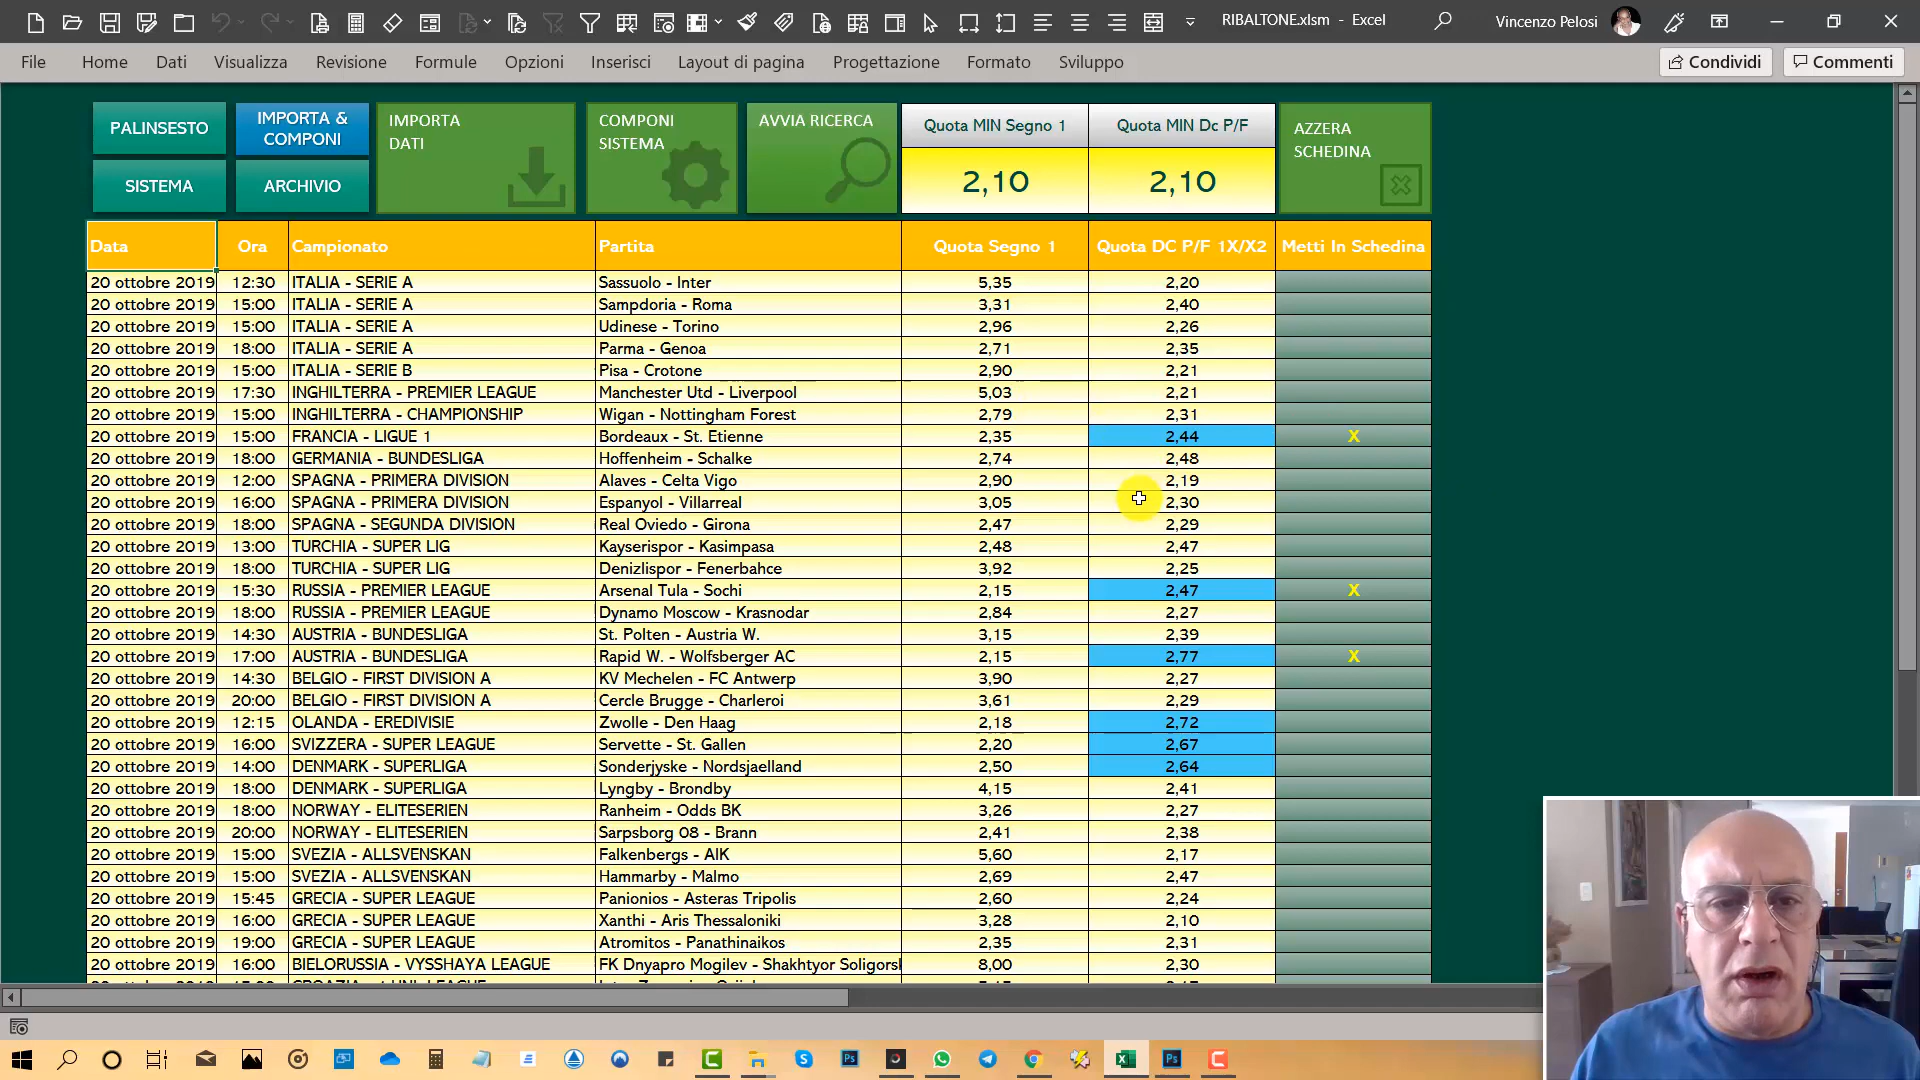 RIBALTONE.xlsm - Excel
Vincenzo Pelosi
File Home Dati Visualizza Revisione Formule Opzioni Inserisci Layout di pagina Progettazione Formato Sviluppo
Condividi Commenti
PALINSESTO
IMPORTA &
COMPONI
SISTEMA
ARCHIVIO
IMPORTA
DATI
COMPONI
SISTEMA
AVVIA RICERCA
Quota MIN Segno 1
2,10
Quota MIN Dc P/F
2,10
AZZERA
SCHEDINA
Data Ora Campionato Partita Quota Segno 1 Quota DC P/F 1X/X2 Metti In Schedina
20 ottobre 2019 12:30 ITALIA - SERIE A Sassuolo - Inter 5,35 2,20
20 ottobre 2019 15:00 ITALIA - SERIE A Sampdoria - Roma 3,31 2,40
20 ottobre 2019 15:00 ITALIA - SERIE A Udinese - Torino 2,96 2,26
20 ottobre 2019 18:00 ITALIA - SERIE A Parma - Genoa 2,71 2,35
20 ottobre 2019 15:00 ITALIA - SERIE B Pisa - Crotone 2,90 2,21
20 ottobre 2019 17:30 INGHILTERRA - PREMIER LEAGUE Manchester Utd - Liverpool 5,03 2,21
20 ottobre 2019 15:00 INGHILTERRA - CHAMPIONSHIP Wigan - Nottingham Forest 2,79 2,31
20 ottobre 2019 15:00 FRANCIA - LIGUE 1 Bordeaux - St. Etienne 2,35 2,44 X
20 ottobre 2019 18:00 GERMANIA - BUNDESLIGA Hoffenheim - Schalke 2,74 2,48
20 ottobre 2019 12:00 SPAGNA - PRIMERA DIVISION Alaves - Celta Vigo 2,90 2,19
20 ottobre 2019 16:00 SPAGNA - PRIMERA DIVISION Espanyol - Villarreal 3,05 2,30
20 ottobre 2019 18:00 SPAGNA - SEGUNDA DIVISION Real Oviedo - Girona 2,47 2,29
20 ottobre 2019 13:00 TURCHIA - SUPER LIG Kayserispor - Kasimpasa 2,48 2,47
20 ottobre 2019 18:00 TURCHIA - SUPER LIG Denizlispor - Fenerbahce 3,92 2,25
20 ottobre 2019 15:30 RUSSIA - PREMIER LEAGUE Arsenal Tula - Sochi 2,15 2,47 X
20 ottobre 2019 18:00 RUSSIA - PREMIER LEAGUE Dynamo Moscow - Krasnodar 2,84 2,27
20 ottobre 2019 14:30 AUSTRIA - BUNDESLIGA St. Polten - Austria W. 3,15 2,39
20 ottobre 2019 17:00 AUSTRIA - BUNDESLIGA Rapid W. - Wolfsberger AC 2,15 2,77 X
20 ottobre 2019 14:30 BELGIO - FIRST DIVISION A KV Mechelen - FC Antwerp 3,90 2,27
20 ottobre 2019 20:00 BELGIO - FIRST DIVISION A Cercle Brugge - Charleroi 3,61 2,29
20 ottobre 2019 12:15 OLANDA - EREDIVISIE Zwolle - Den Haag 2,18 2,72
20 ottobre 2019 16:00 SVIZZERA - SUPER LEAGUE Servette - St. Gallen 2,20 2,67
20 ottobre 2019 14:00 DENMARK - SUPERLIGA Sonderjyske - Nordsjaelland 2,50 2,64
20 ottobre 2019 18:00 DENMARK - SUPERLIGA Lyngby - Brondby 4,15 2,41
20 ottobre 2019 18:00 NORWAY - ELITESERIEN Ranheim - Odds BK 3,26 2,27
20 ottobre 2019 20:00 NORWAY - ELITESERIEN Sarpsborg 08 - Brann 2,41 2,38
20 ottobre 2019 15:00 SVEZIA - ALLSVENSKAN Falkenbergs - AIK 5,60 2,17
20 ottobre 2019 15:00 SVEZIA - ALLSVENSKAN Hammarby - Malmo 2,69 2,47
20 ottobre 2019 15:45 GRECIA - SUPER LEAGUE Panionios - Asteras Tripolis 2,60 2,24
20 ottobre 2019 16:00 GRECIA - SUPER LEAGUE Xanthi - Aris Thessaloniki 3,28 2,10
20 ottobre 2019 19:00 GRECIA - SUPER LEAGUE Atromitos - Panathinaikos 2,35 2,31
20 ottobre 2019 16:00 BIELORUSSIA - VYSSHAYA LEAGUE FK Dnyapro Mogilev - Shakhtyor Soligorsk 8,00 2,30